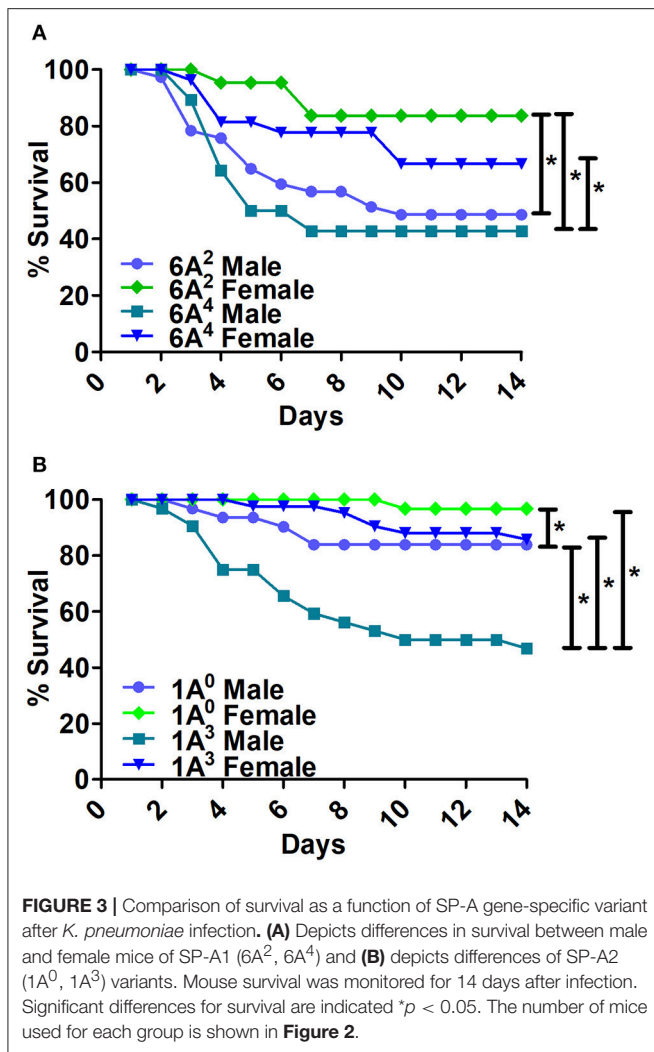 A
100
80
60
40
20
0
% Survival
6A² Male
6A² Female
6A⁴ Male
6A⁴ Female
* * *
0 2 4 6 8 10 12 14
Days
B
100
80
60
40
20
0
% Survival
1A⁰ Male
1A⁰ Female
1A³ Male
1A³ Female
* * * *
0 2 4 6 8 10 12 14
Days
FIGURE 3 | Comparison of survival as a function of SP-A gene-specific variant
after K. pneumoniae infection. (A) Depicts differences in survival between male
and female mice of SP-A1 (6A², 6A⁴) and (B) depicts differences of SP-A2
(1A⁰, 1A³) variants. Mouse survival was monitored for 14 days after infection.
Significant differences for survival are indicated *p < 0.05. The number of mice
used for each group is shown in Figure 2.